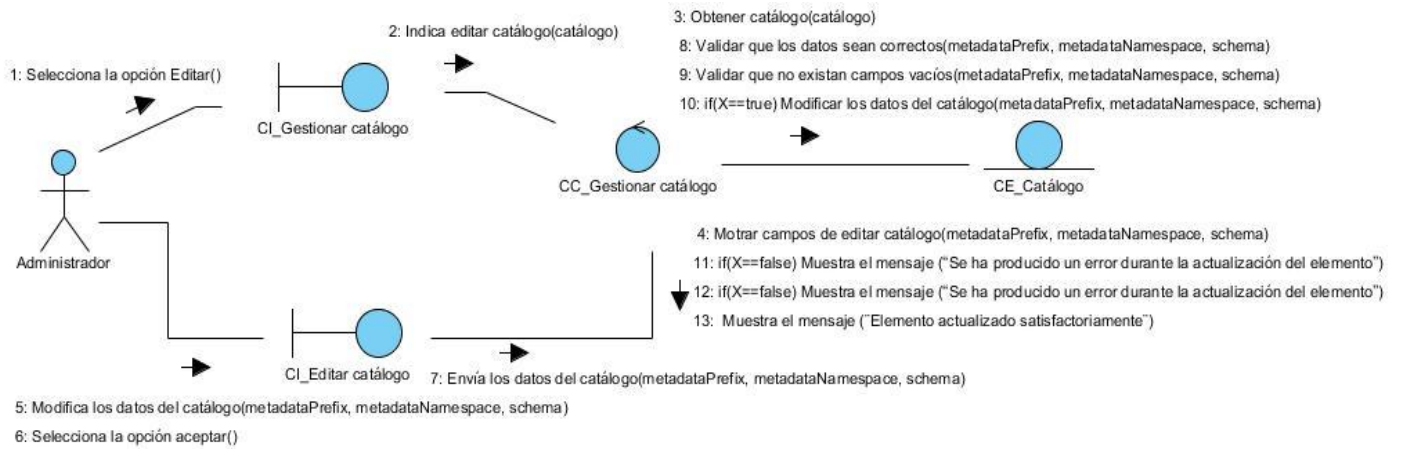 3: Obtener catálogo(catálogo)
2: Indica editar catálogo(catálogo)
8: Validar que los datos sean correctos(metadataPrefix, metadataNamespace, schema)
1: Selecciona la opción Editar()
9: Validar que no existan campos vacíos(metadataPrefix, metadataNamespace, schema)
10: if(X==true) Modificar los datos del catálogo(metadataPrefix, metadataNamespace, schema)
CI_Gestionar catálogo
CC_Gestionar catálogo
CE_Catálogo
Administrador
4: Motrar campos de editar catálogo(metadataPrefix, metadataNamespace, schema)
11: if(X==false) Muestra el mensaje (“Se ha producido un error durante la actualización del elemento”)
12: if(X==false) Muestra el mensaje (“Se ha producido un error durante la actualización del elemento”)
13: Muestra el mensaje (¨Elemento actualizado satisfactoriamente¨)
CI_Editar catálogo
7: Envía los datos del catálogo(metadataPrefix, metadataNamespace, schema)
5: Modifica los datos del catálogo(metadataPrefix, metadataNamespace, schema)
6: Selecciona la opción aceptar()